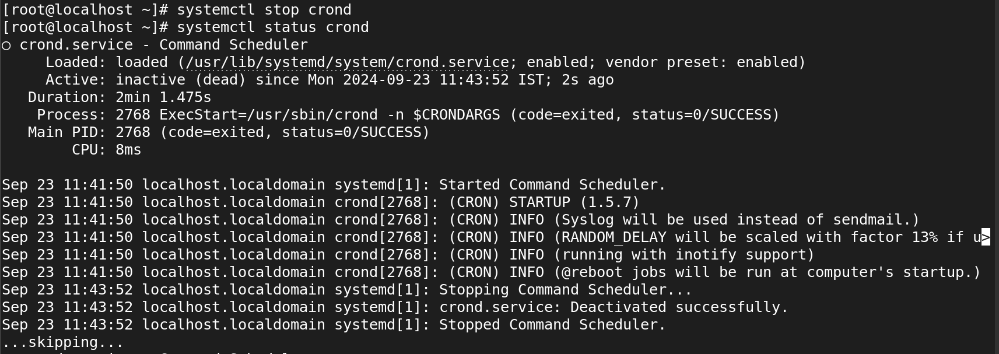 [root@localhost ~]# systemctl stop crond
[root@localhost ~]# systemctl status crond
○ crond.service - Command Scheduler
     Loaded: loaded (/usr/lib/systemd/system/crond.service; enabled; vendor preset: enabled)
     Active: inactive (dead) since Mon 2024-09-23 11:43:52 IST; 2s ago
   Duration: 2min 1.475s
    Process: 2768 ExecStart=/usr/sbin/crond -n $CRONDARGS (code=exited, status=0/SUCCESS)
   Main PID: 2768 (code=exited, status=0/SUCCESS)
        CPU: 8ms

Sep 23 11:41:50 localhost.localdomain systemd[1]: Started Command Scheduler.
Sep 23 11:41:50 localhost.localdomain crond[2768]: (CRON) STARTUP (1.5.7)
Sep 23 11:41:50 localhost.localdomain crond[2768]: (CRON) INFO (Syslog will be used instead of sendmail.)
Sep 23 11:41:50 localhost.localdomain crond[2768]: (CRON) INFO (RANDOM_DELAY will be scaled with factor 13% if u>
Sep 23 11:41:50 localhost.localdomain crond[2768]: (CRON) INFO (running with inotify support)
Sep 23 11:41:50 localhost.localdomain crond[2768]: (CRON) INFO (@reboot jobs will be run at computer's startup.)
Sep 23 11:43:52 localhost.localdomain systemd[1]: Stopping Command Scheduler...
Sep 23 11:43:52 localhost.localdomain systemd[1]: crond.service: Deactivated successfully.
Sep 23 11:43:52 localhost.localdomain systemd[1]: Stopped Command Scheduler.
...skipping...